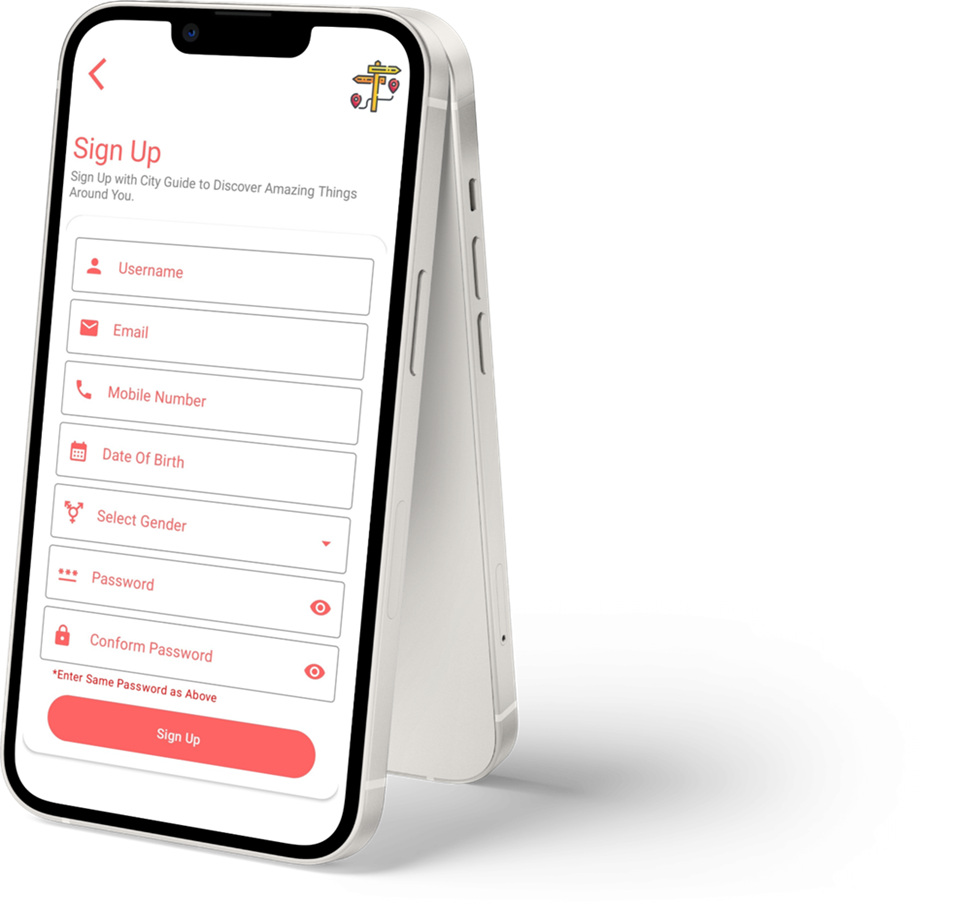 Sign Up
Sign Up with City Guide to Discover Amazing Things
Around You.
Username
Email
Mobile Number
Date Of Birth
Select Gender
Password
Conform Password
*Enter Same Password as Above
Sign Up